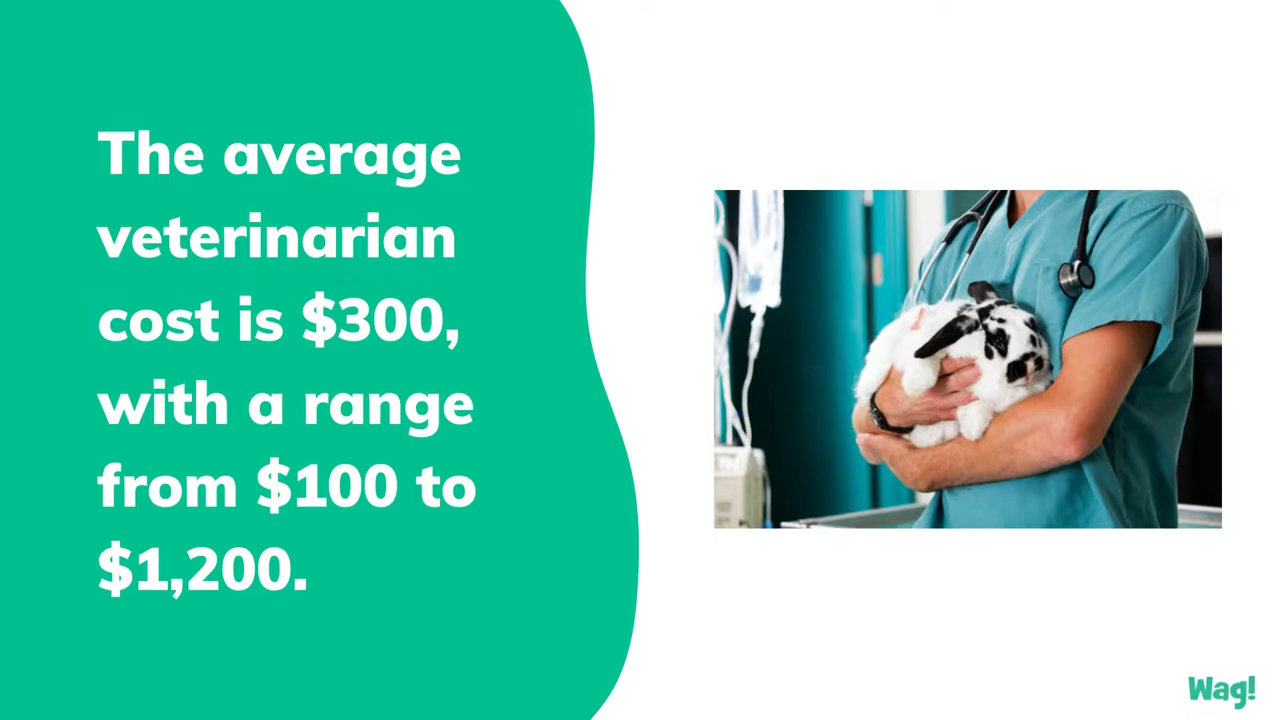 The average
veterinarian
cost is $300,
with a range
from $100 to
$1,200.
Wag!